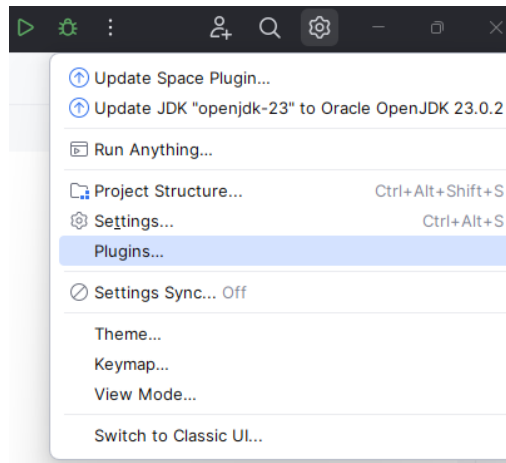 Update Space Plugin...
Update JDK "openjdk-23" to Oracle OpenJDK 23.0.2
Run Anything...
Project Structure... Ctrl+Alt+Shift+S
Settings... Ctrl+Alt+S
Plugins...
Settings Sync... Off
Theme...
Keymap...
View Mode...
Switch to Classic UI...